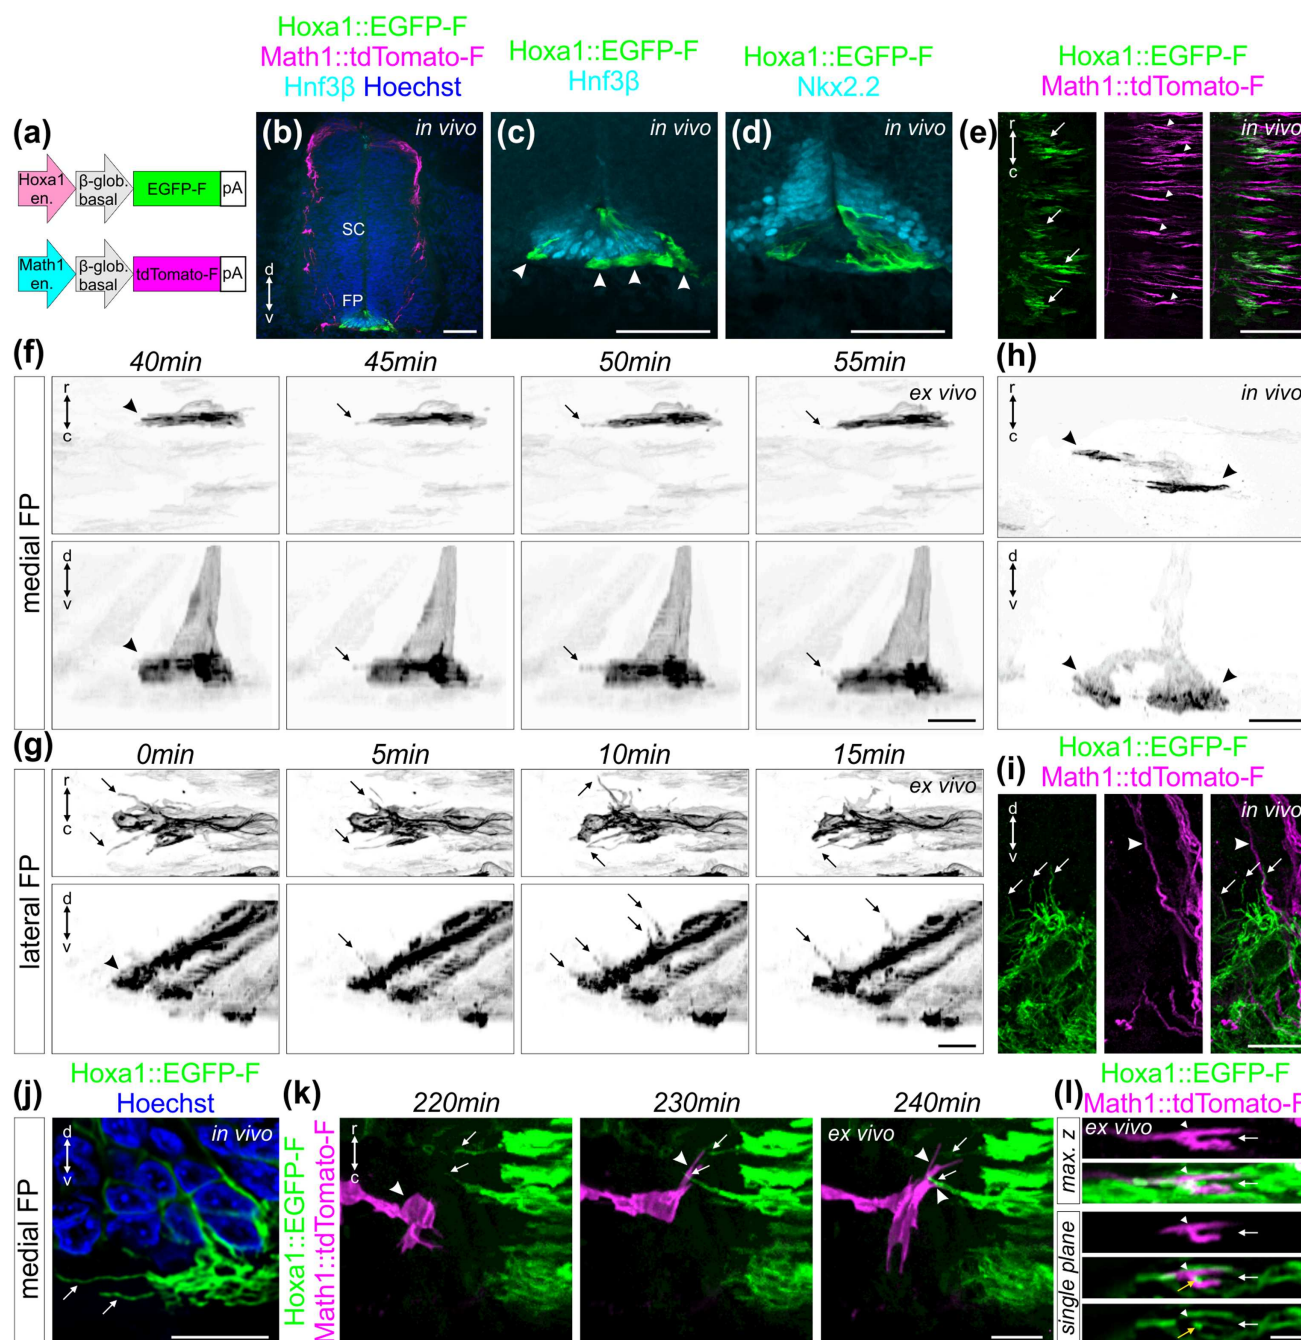 Hoxa1::EGFP-F
Math1::tdTomato-F
Hnf3β Hoechst
Hoxa1::EGFP-F
Hnf3β
Hoxa1::EGFP-F
Nkx2.2
Hoxa1::EGFP-F
Math1::tdTomato-F
(a)
Hoxa1 en.
β-glob. basal
EGFP-F
pA
Math1 en.
β-glob. basal
tdTomato-F
pA
(b)
in vivo
SC
d
v
FP
(c)
in vivo
(d)
in vivo
(e)
r
c
in vivo
(f)
40min
45min
50min
55min
medial FP
r
c
ex vivo
d
v
(h)
r
c
in vivo
d
v
(g)
0min
5min
10min
15min
lateral FP
r
c
ex vivo
d
v
(i)
Hoxa1::EGFP-F
Math1::tdTomato-F
d
v
in vivo
(j)
Hoxa1::EGFP-F
Hoechst
medial FP
d
v
in vivo
(k)
220min
230min
240min
Hoxa1::EGFP-F
Math1::tdTomato-F
r
c
ex vivo
(l)
Hoxa1::EGFP-F
Math1::tdTomato-F
ex vivo
max. z
single plane